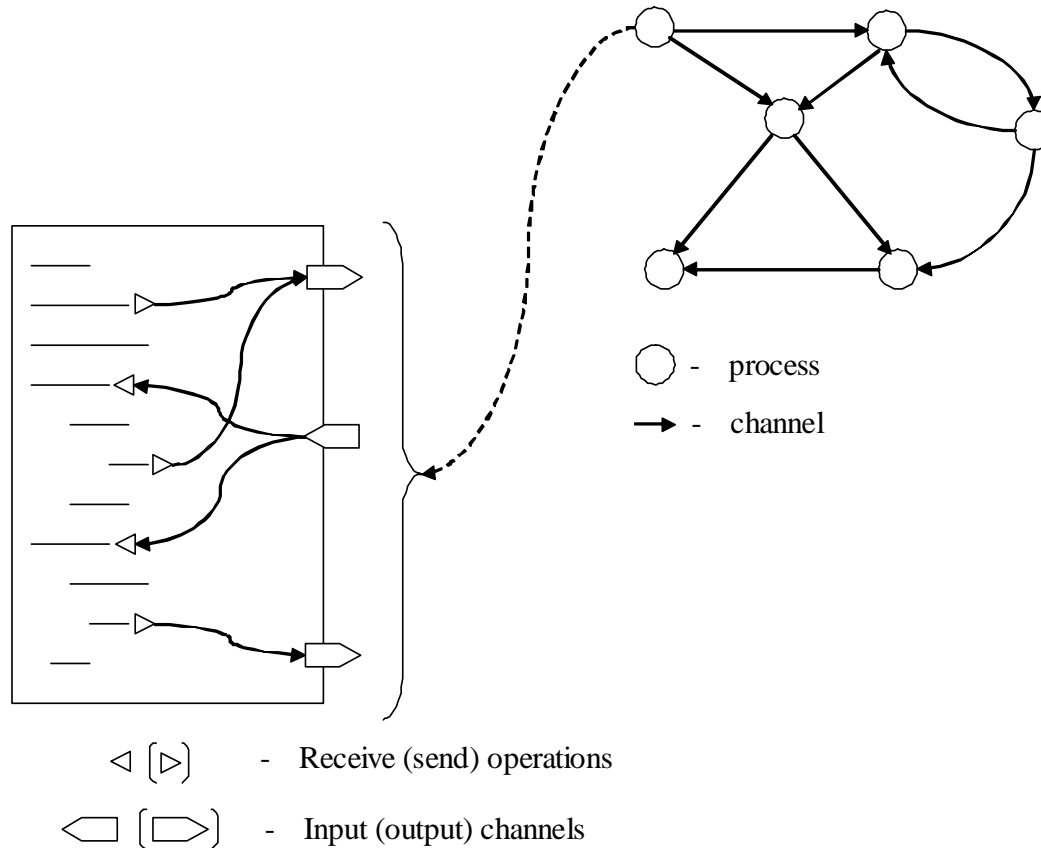 - process
- channel
- Receive (send) operations
- Input (output) channels